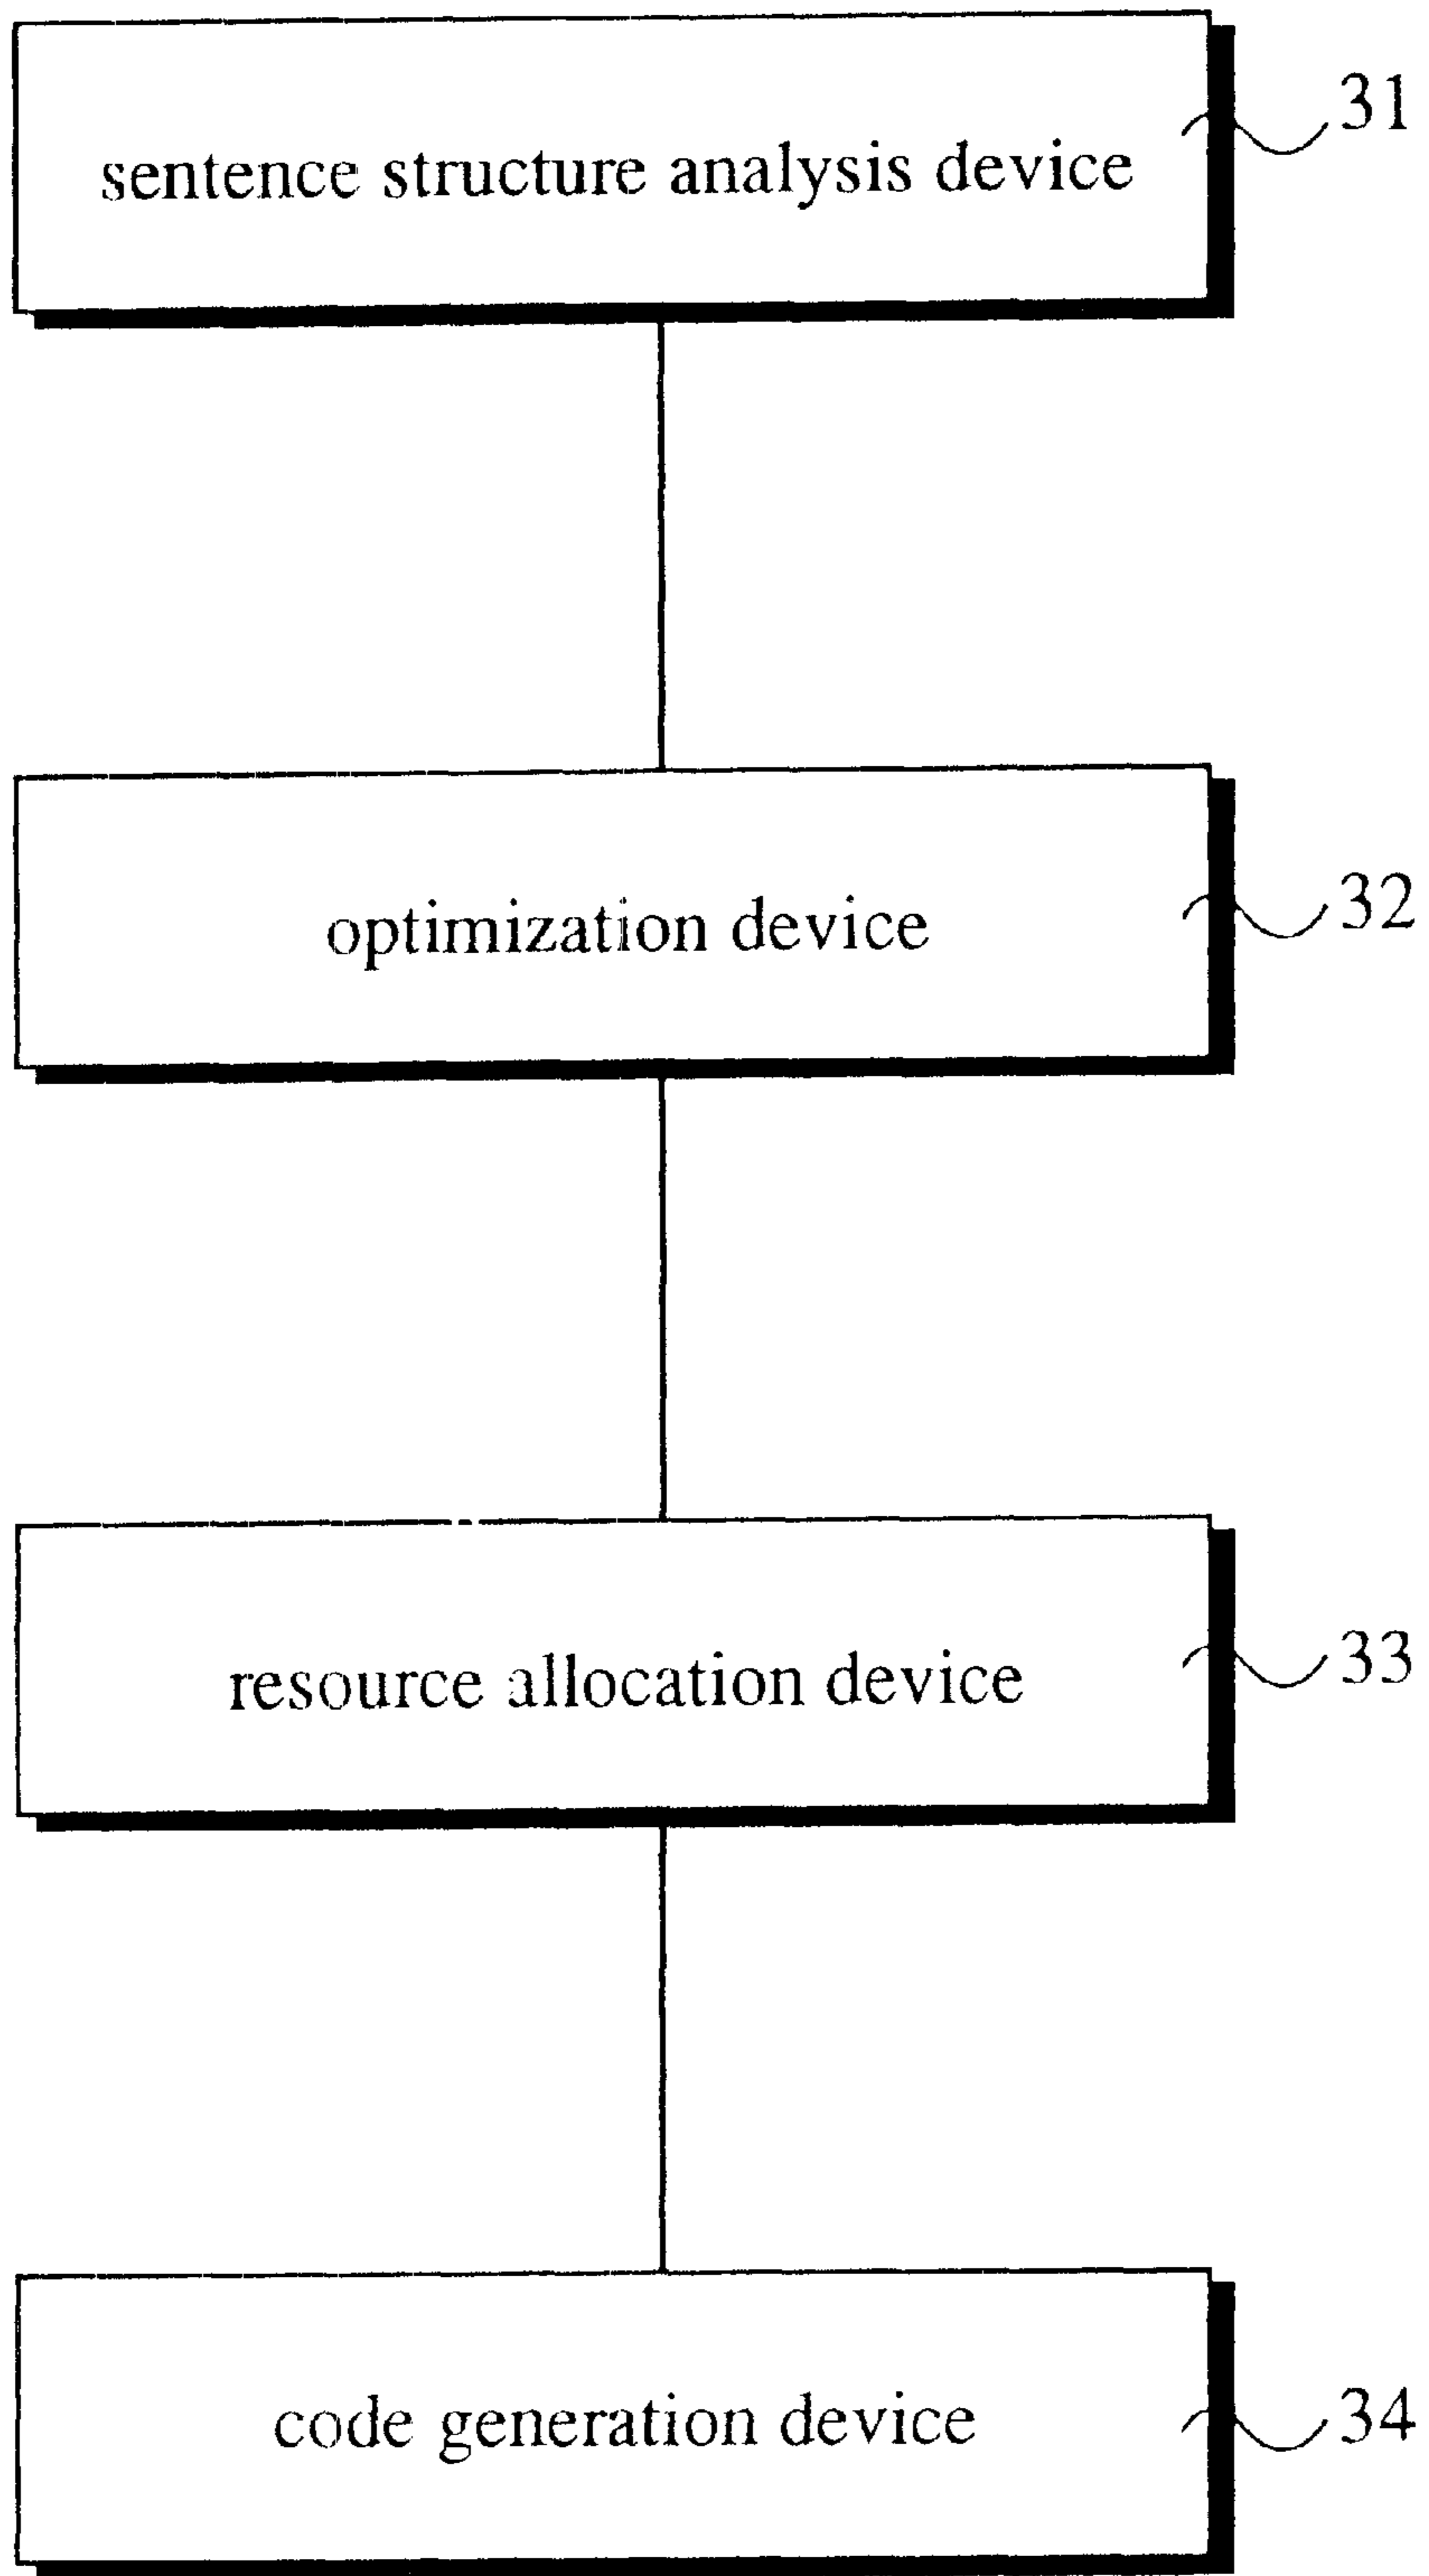 sentence structure analysis device
31
optimization device
32
resource allocation device
33
code generation device
34